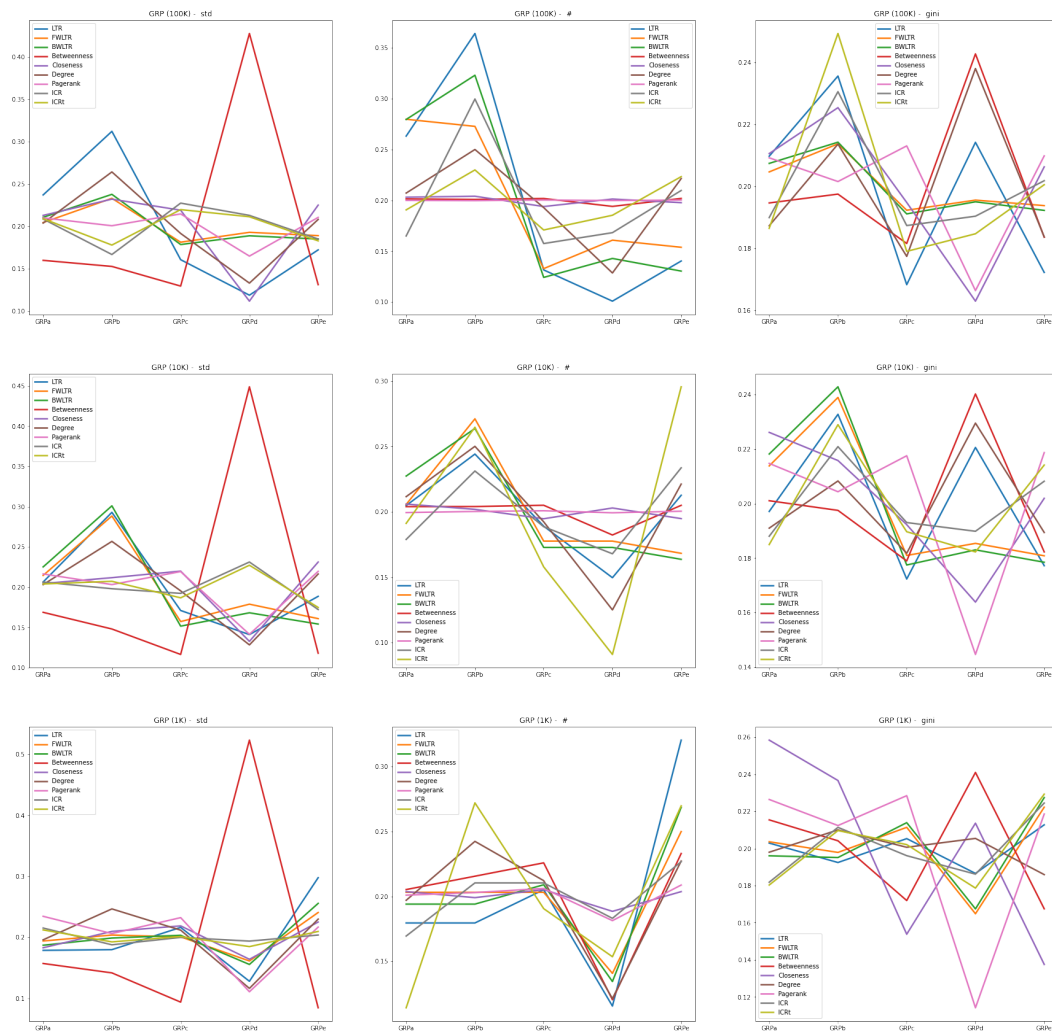 GRP (100K) - std
0.40
0.35
0.30
0.25
0.20
0.15
0.10
LTR
FWLTR
BWLTR
Betweenness
Closeness
Degree
Pagerank
ICR
ICRt
GRPa GRPb GRPc GRPd GRPe
GRP (100K) - #
0.35
0.30
0.25
0.20
0.15
0.10
LTR
FWLTR
BWLTR
Betweenness
Closeness
Degree
Pagerank
ICR
ICRt
GRPa GRPb GRPc GRPd GRPe
GRP (100K) - gini
0.24
0.22
0.20
0.18
0.16
LTR
FWLTR
BWLTR
Betweenness
Closeness
Degree
Pagerank
ICR
ICRt
GRPa GRPb GRPc GRPd GRPe
GRP (10K) - std
0.45
0.40
0.35
0.30
0.25
0.20
0.15
0.10
LTR
FWLTR
BWLTR
Betweenness
Closeness
Degree
Pagerank
ICR
ICRt
GRPa GRPb GRPc GRPd GRPe
GRP (10K) - #
0.30
0.25
0.20
0.15
0.10
LTR
FWLTR
BWLTR
Betweenness
Closeness
Degree
Pagerank
ICR
ICRt
GRPa GRPb GRPc GRPd GRPe
GRP (10K) - gini
0.24
0.22
0.20
0.18
0.16
0.14
LTR
FWLTR
BWLTR
Betweenness
Closeness
Degree
Pagerank
ICR
ICRt
GRPa GRPb GRPc GRPd GRPe
GRP (1K) - std
0.5
0.4
0.3
0.2
0.1
LTR
FWLTR
BWLTR
Betweenness
Closeness
Degree
Pagerank
ICR
ICRt
GRPa GRPb GRPc GRPd GRPe
GRP (1K) - #
0.30
0.25
0.20
0.15
LTR
FWLTR
BWLTR
Betweenness
Closeness
Degree
Pagerank
ICR
ICRt
GRPa GRPb GRPc GRPd GRPe
GRP (1K) - gini
0.26
0.24
0.22
0.20
0.18
0.16
0.14
0.12
LTR
FWLTR
BWLTR
Betweenness
Closeness
Degree
Pagerank
ICR
ICRt
GRPa GRPb GRPc GRPd GRPe